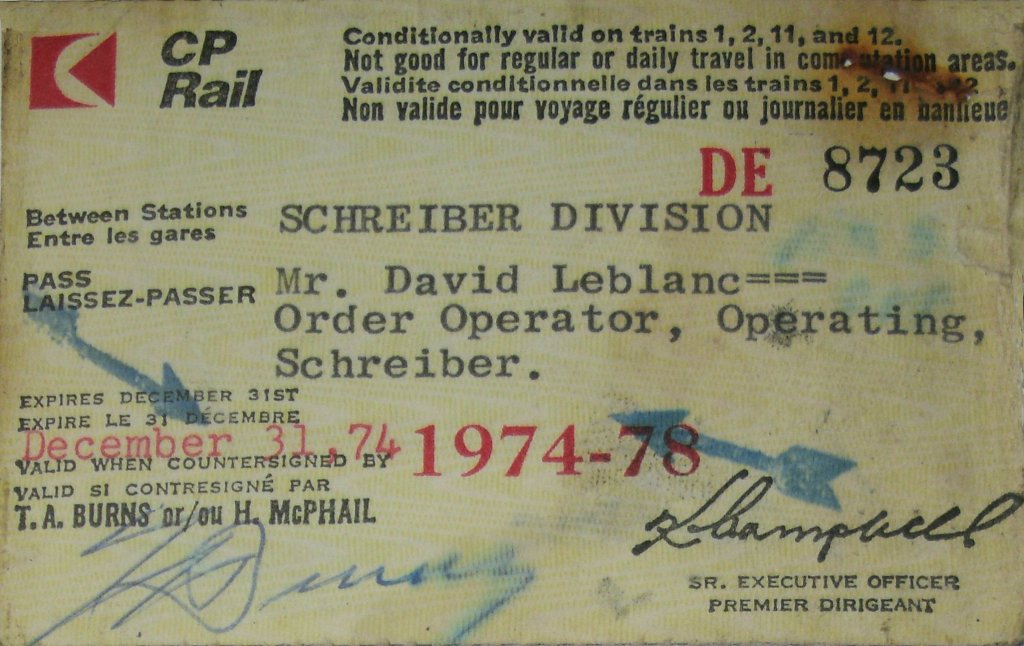 CP Rail
Conditionally valid on trains 1, 2, 11, and 12.
Not good for regular or daily travel in commutation areas.
Validite conditionnelle dans les trains 1, 2, 11 12
Non valide pour voyage régulier ou journalier en banlieue
DE 8723
Between Stations
Entre les gares
SCHREIBER DIVISION
PASS
LAISSEZ-PASSER
Mr. David Leblanc===
Order Operator, Operating,
Schreiber.
EXPIRES DECEMBER 31ST
EXPIRE LE 31 DÉCEMBRE
December 31,74 1974-78
VALID WHEN COUNTERSIGNED BY
VALID SI CONTRESIGNÉ PAR
T.A. BURNS or/ou H. McPHAIL
Campbell
SR. EXECUTIVE OFFICER
PREMIER DIRIGEANT